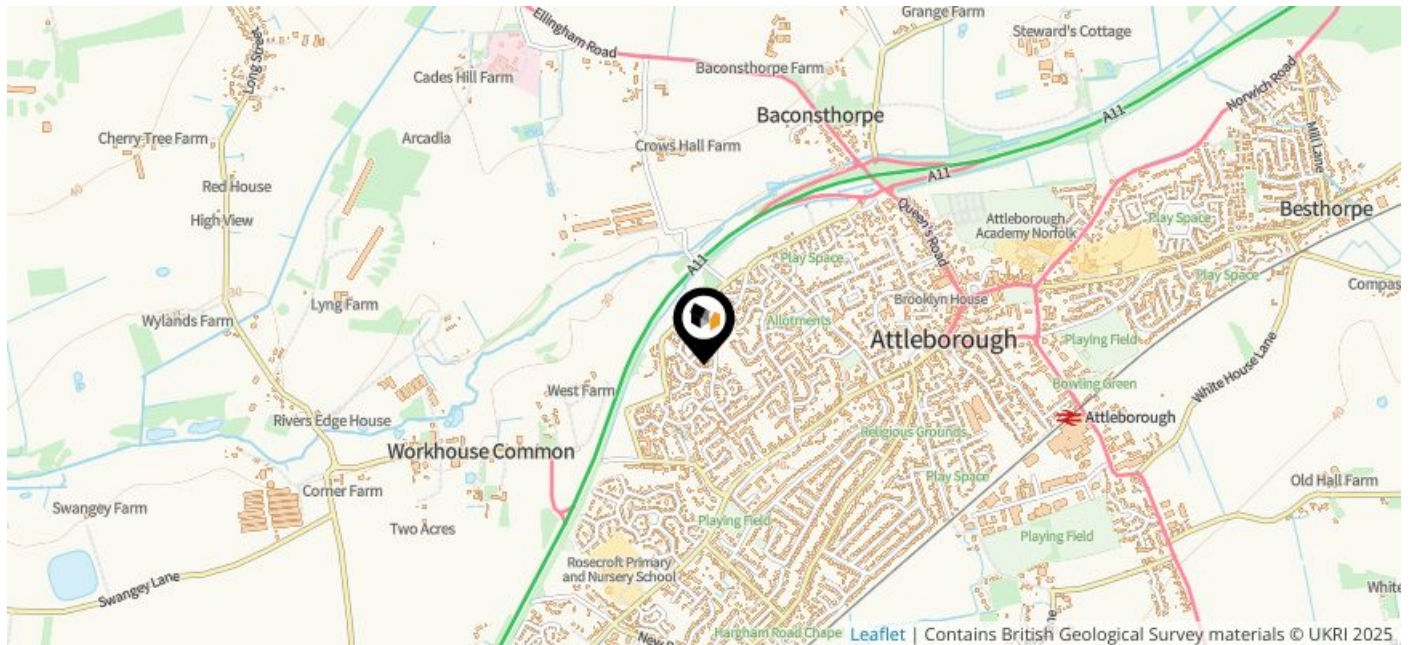 Grange Farm
Ellingham Road
Steward's Cottage
Long Street
Cades Hill Farm
Baconsthorpe Farm
Norwich Road
Baconsthorpe
A11
Cherry Tree Farm
Arcadia
Crows Hall Farm
Mill Lane
A11
Red House
High View
Queen's Road
Attleborough
Academy Norfolk
Play Space
Besthorpe
A11
Play Space
Play Space
Compas
Lyng Farm
Brooklyn House
Wylands Farm
Allotments
Attleborough
Playing Field
White House Lane
West Farm
Bowling Green
Rivers Edge House
Attleborough
Religious Grounds
Workhouse Common
Play Space
Old Hall Farm
Corner Farm
Swangey Farm
Two Acres
Playing Field
Playing Field
Rosecroft Primary
and Nursery School
Swangey Lane
White
Hargham Road Chape
Leaflet | Contains British Geological Survey materials © UKRI 2025